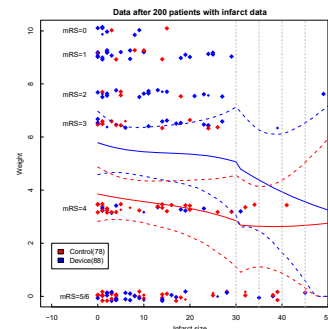 Data after 200 patients with infarct data
10
mRS=0
mRS=1
8
mRS=2
mRS=3
6
Weight
4
mRS=4
2
Control(78)
Device(88)
0
mRS=5/6
−10 0 10 20 30 40 50
Infarct size